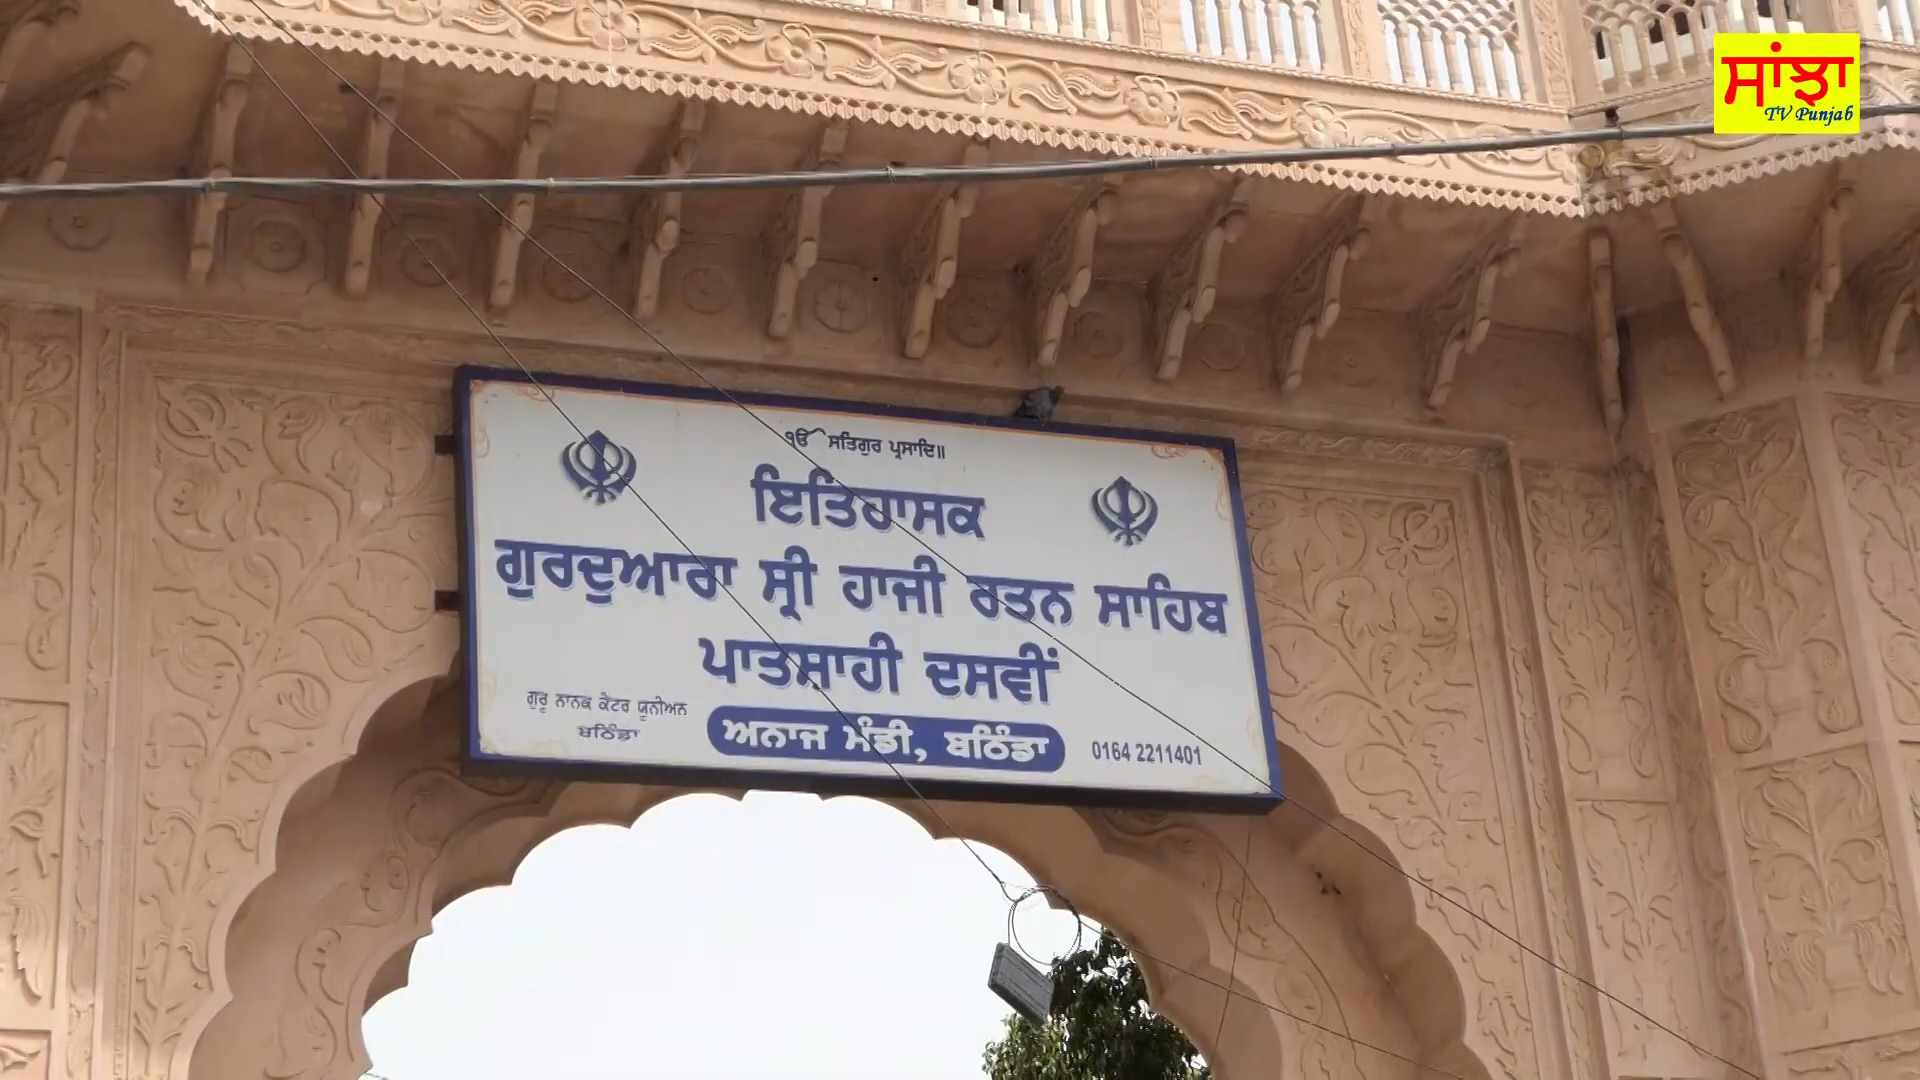 ਸਾਂਝਾ
TV Punjab
ੴ ਸਤਿਗੁਰ ਪ੍ਰਸਾਦਿ॥
ਇਤਿਹਾਸਕ
ਗੁਰਦੁਆਰਾ ਸ੍ਰੀ ਹਾਜੀ ਰਤਨ ਸਾਹਿਬ
ਪਾਤਸ਼ਾਹੀ ਦਸਵੀਂ
ਗੁਰੂ ਨਾਨਕ ਕੈਂਟਰ ਯੂਨੀਅਨ
ਬਠਿੰਡਾ
ਅਨਾਜ ਮੰਡੀ, ਬਠਿੰਡਾ
0164 2211401